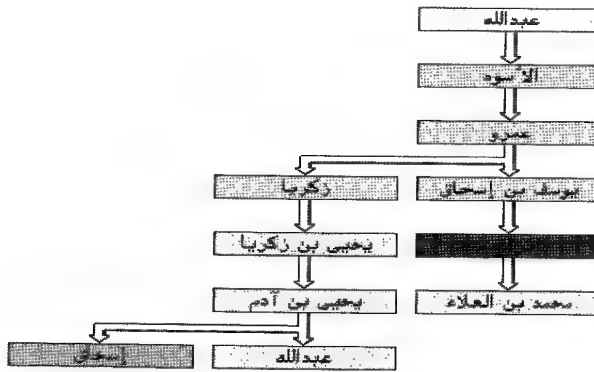 عبدالله
الأسود
عمرو
زكريا
يوسف بن إسحاق
يحيى بن زكريا
يحيى بن آدم
محمد بن العلاء
إسحاق
عبدالله